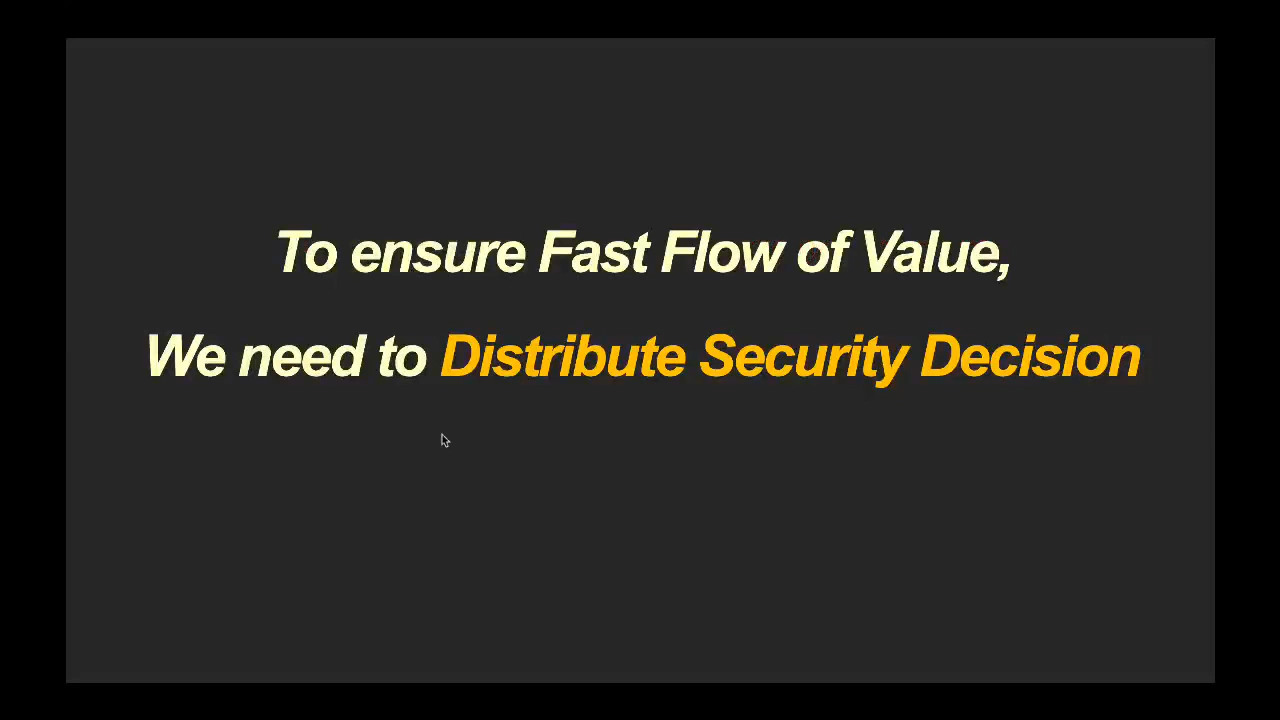 To ensure Fast Flow of Value,
We need to Distribute Security Decision